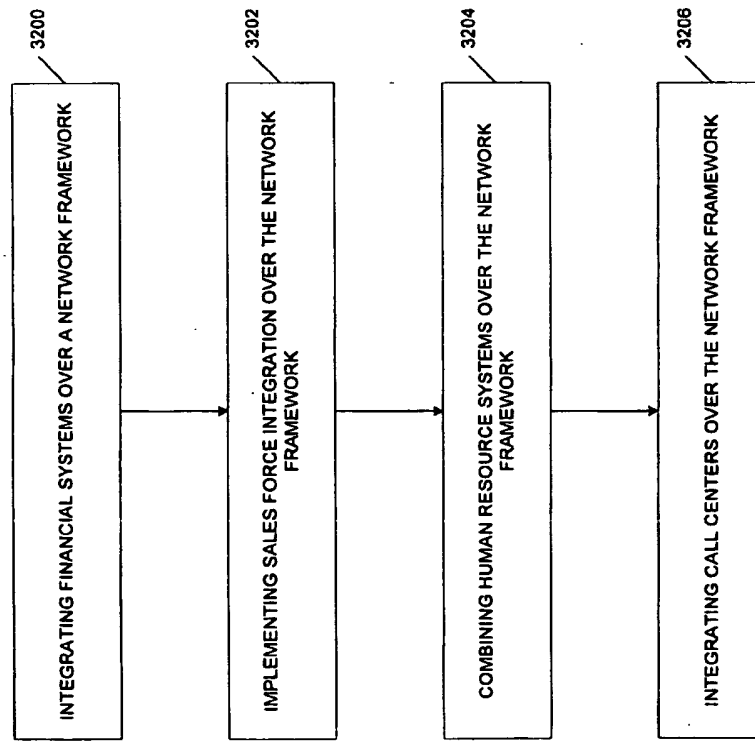 3200
INTEGRATING FINANCIAL SYSTEMS OVER A NETWORK FRAMEWORK
3202
IMPLEMENTING SALES FORCE INTEGRATION OVER THE NETWORK
FRAMEWORK
3204
COMBINING HUMAN RESOURCE SYSTEMS OVER THE NETWORK
FRAMEWORK
3206
INTEGRATING CALL CENTERS OVER THE NETWORK FRAMEWORK